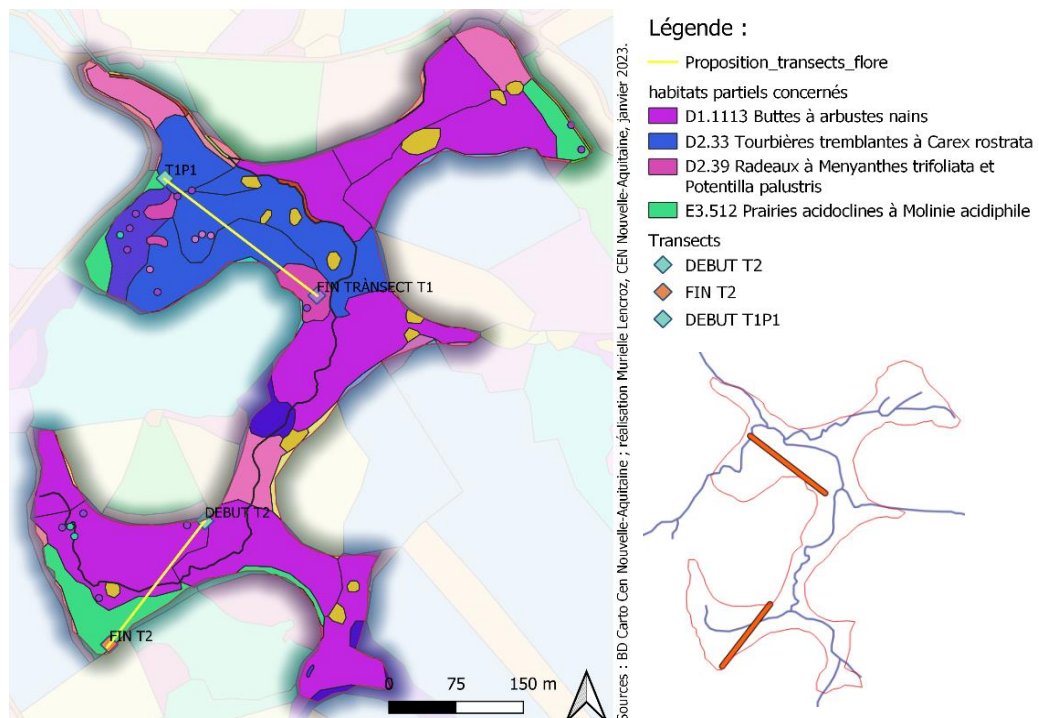 T1P1
FIN TRÀNSECT T1
DEBUT T2
FIN T2
0 75 150 m
Sources : BD Carto Cen Nouvelle-Aquitaine ; réalisation Murielle Lencroz, CEN Nouvelle-Aquitaine, janvier 2023.
Légende :
Proposition_transects_flore
habitats partiels concernés
D1.1113 Buttes à arbustes nains
D2.33 Tourbières tremblantes à Carex rostrata
D2.39 Radeaux à Menyanthes trifoliata et
Potentilla palustris
E3.512 Prairies acidoclines à Molinie acidiphile
Transects
DEBUT T2
FIN T2
DEBUT T1P1